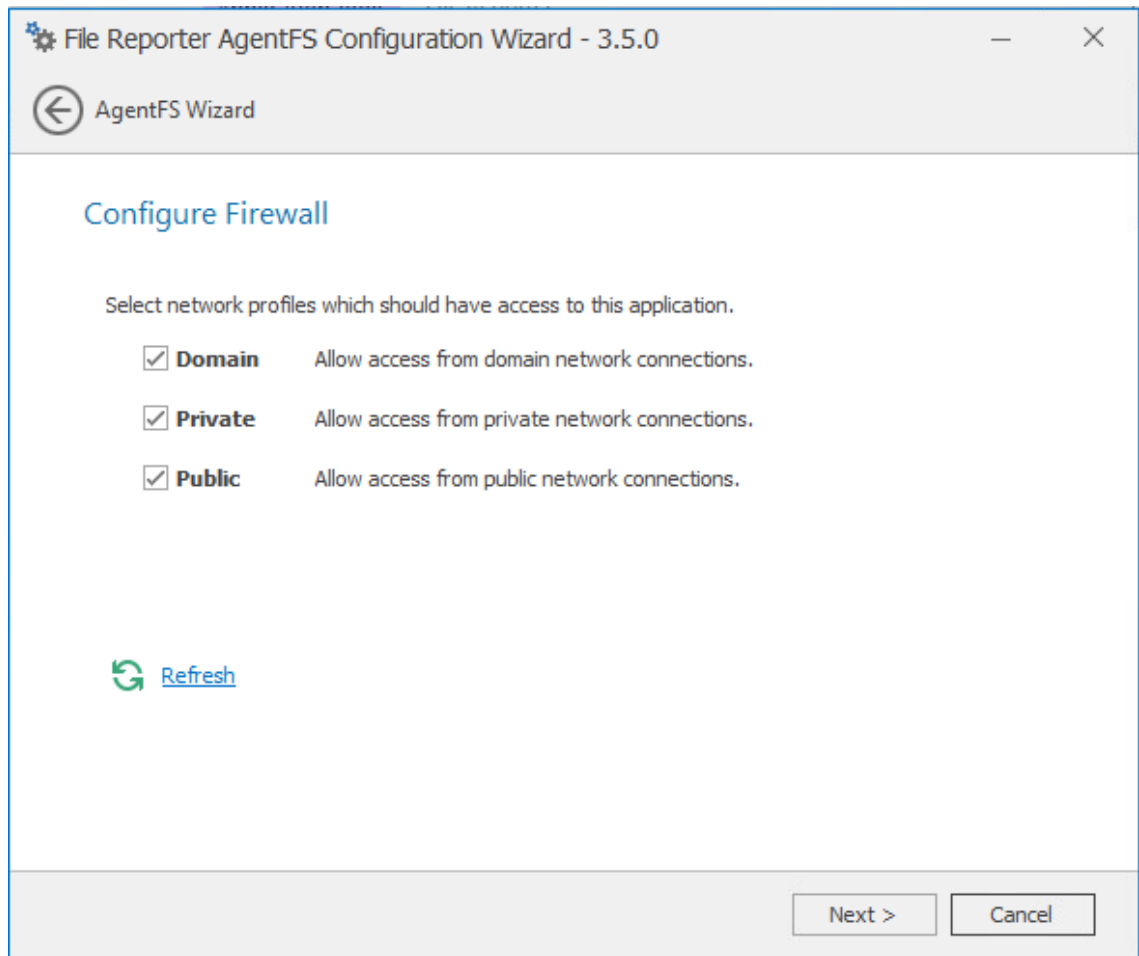 File Reporter AgentFS Configuration Wizard - 3.5.0
AgentFS Wizard
Configure Firewall
Select network profiles which should have access to this application.
Domain Allow access from domain network connections.
Private Allow access from private network connections.
Public Allow access from public network connections.
Refresh
Next > Cancel